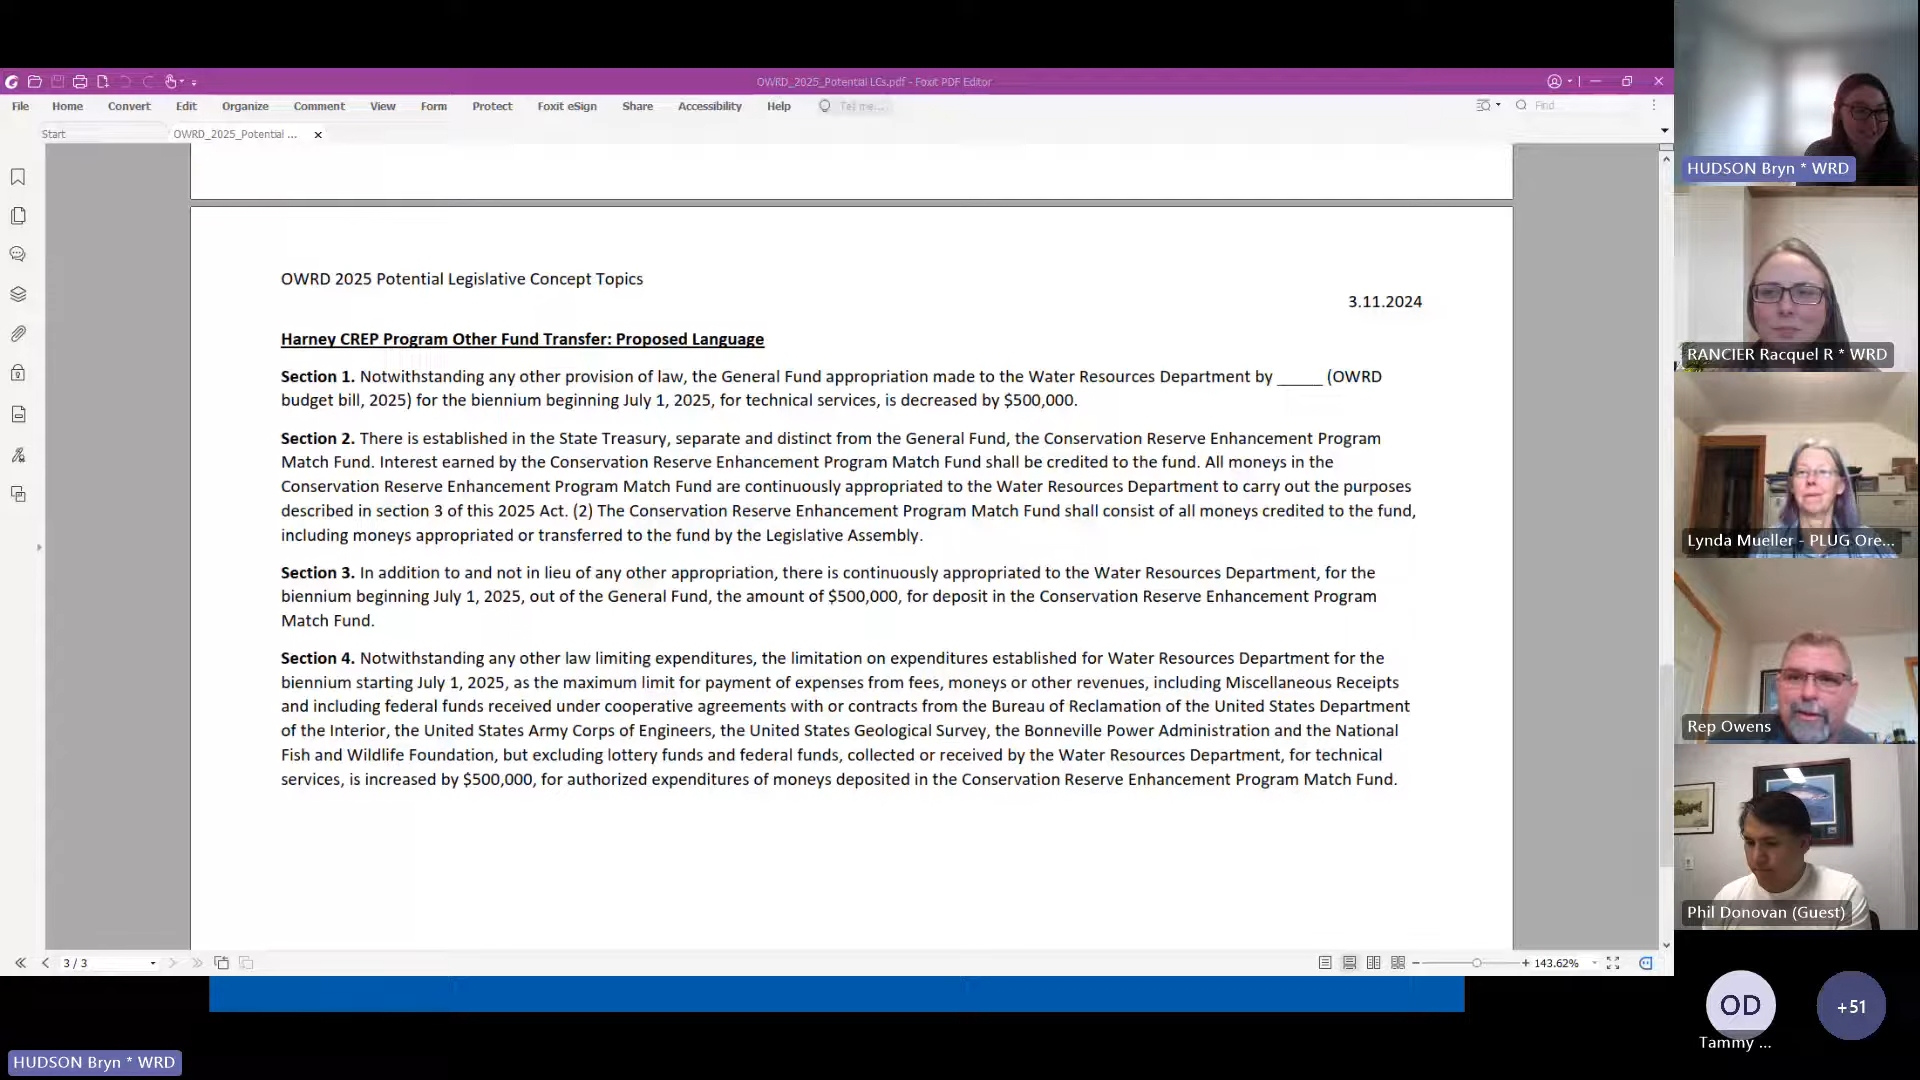 OWRD_2025_Potential LCs.pdf - Foxit PDF Editor
File Home Convert Edit Organize Comment View Form Protect Foxit eSign Share Accessibility Help Tell me... Find
Start OWRD_2025_Potential ...
OWRD 2025 Potential Legislative Concept Topics
3.11.2024
Harney CREP Program Other Fund Transfer: Proposed Language
Section 1. Notwithstanding any other provision of law, the General Fund appropriation made to the Water Resources Department by _____ (OWRD
budget bill, 2025) for the biennium beginning July 1, 2025, for technical services, is decreased by $500,000.
Section 2. There is established in the State Treasury, separate and distinct from the General Fund, the Conservation Reserve Enhancement Program
Match Fund. Interest earned by the Conservation Reserve Enhancement Program Match Fund shall be credited to the fund. All moneys in the
Conservation Reserve Enhancement Program Match Fund are continuously appropriated to the Water Resources Department to carry out the purposes
described in section 3 of this 2025 Act. (2) The Conservation Reserve Enhancement Program Match Fund shall consist of all moneys credited to the fund,
including moneys appropriated or transferred to the fund by the Legislative Assembly.
Section 3. In addition to and not in lieu of any other appropriation, there is continuously appropriated to the Water Resources Department, for the
biennium beginning July 1, 2025, out of the General Fund, the amount of $500,000, for deposit in the Conservation Reserve Enhancement Program
Match Fund.
Section 4. Notwithstanding any other law limiting expenditures, the limitation on expenditures established for Water Resources Department for the
biennium starting July 1, 2025, as the maximum limit for payment of expenses from fees, moneys or other revenues, including Miscellaneous Receipts
and including federal funds received under cooperative agreements with or contracts from the Bureau of Reclamation of the United States Department
of the Interior, the United States Army Corps of Engineers, the United States Geological Survey, the Bonneville Power Administration and the National
Fish and Wildlife Foundation, but excluding lottery funds and federal funds, collected or received by the Water Resources Department, for technical
services, is increased by $500,000, for authorized expenditures of moneys deposited in the Conservation Reserve Enhancement Program Match Fund.
3 / 3
143.62%
HUDSON Bryn * WRD
RANCIER Racquel R * WRD
Lynda Mueller - PLUG Ore...
Rep Owens
Phil Donovan (Guest)
OD
+51
Tammy ...
HUDSON Bryn * WRD